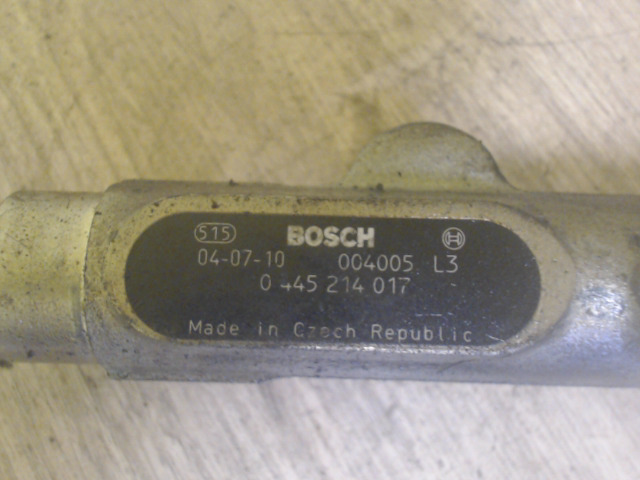 515 BOSCH
04-07-10 004005 L3
0 445 214 017
Made in Czech Republic